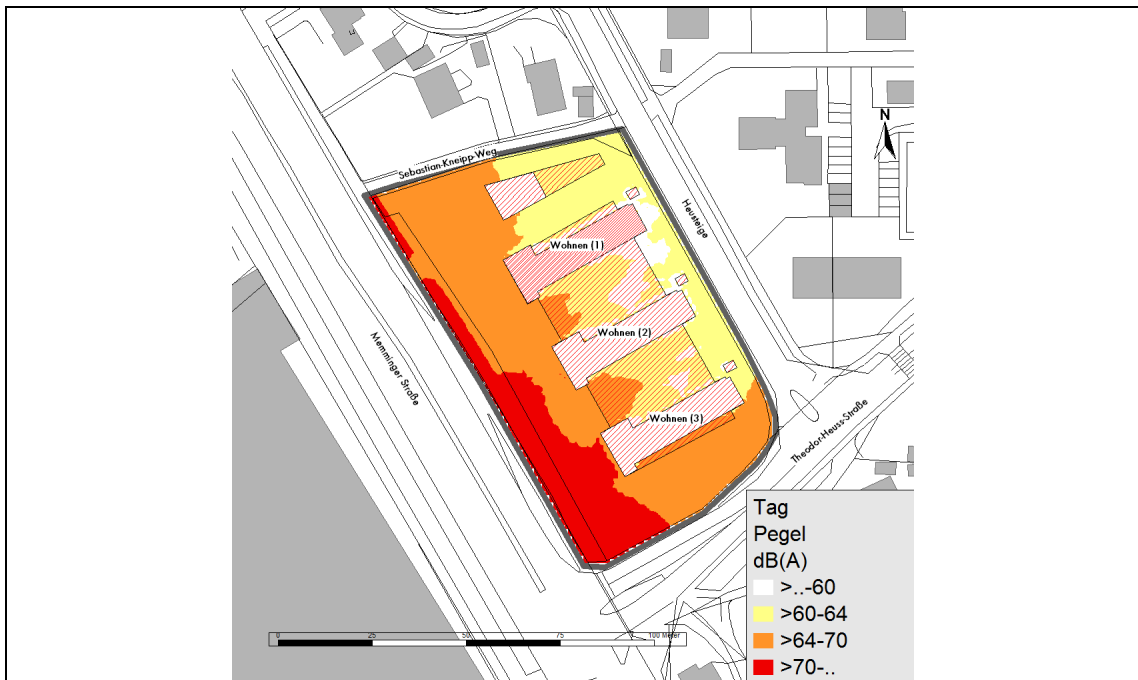 N
Sebastian-Kneipp-Weg
Heusteige
Wohnen (1)
Wohnen (2)
Memminger Straße
Wohnen (3)
Theodor-Heuss-Straße
0 25 50 75 100 Meter
Tag
Pegel
dB(A)
>..-60
>60-64
>64-70
>70-..